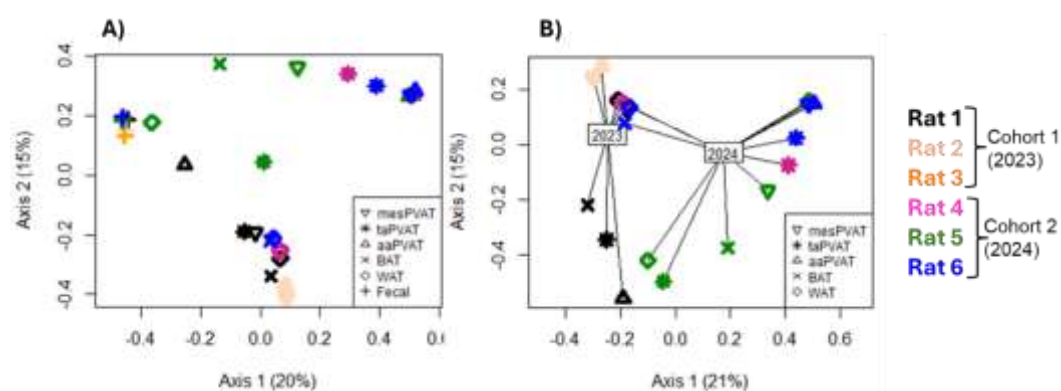 A)
0.4
0.2
0.0
-0.2
-0.4
Axis 2 (15%)
-0.6
-0.4
-0.2
0.0
0.2
0.4
0.
Axis 1 (20%)
mesPVAT
taPVAT
aaPVAT
BAT
WAT
Fecal
B)
0.2
0.0
-0.2
-0.4
Axis 2 (15%)
-0.4
-0.2
0.0
0.2
0.4
0.6
Axis 1 (21%)
2023
2024
mesPVAT
taPVAT
aaPVAT
BAT
WAT
Rat 1
Rat 2
Rat 3
Cohort 1
(2023)
Rat 4
Rat 5
Rat 6
Cohort 2
(2024)